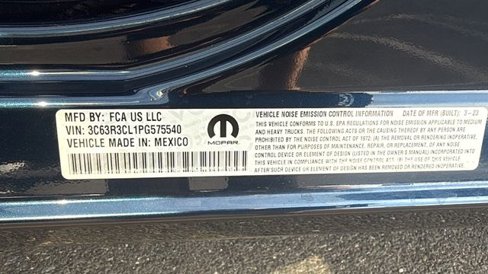 MFD BY: FCA US LLC
VIN: 3C63R3CL1PG575540
VEHICLE MADE IN: MEXICO
MOPAR
VEHICLE NOISE EMISSION CONTROL INFORMATION DATE OF MFR (BUILT): 3-23
THIS VEHICLE CONFORMS TO U.S. EPA REGULATIONS FOR NOISE EMISSION APPLICABLE TO MEDIUM
AND HEAVY TRUCKS. THE FOLLOWING ACTS OR THE CAUSING THEREOF BY ANY PERSON ARE
PROHIBITED BY THE NOISE CONTROL ACT OF 1972: (A) THE REMOVAL OR RENDERING INOPERATIVE,
OTHER THAN FOR PURPOSES OF MAINTENANCE, REPAIR, OR REPLACEMENT, OF ANY NOISE
CONTROL DEVICE OR ELEMENT OF DESIGN (LISTED IN THE OWNER'S MANUAL) INCORPORATED INTO
THIS VEHICLE IN COMPLIANCE WITH THE NOISE CONTROL ACT
AFTER SUCH DEVICE OR ELEMENT OF DESIGN HAS BEEN REMOVED OR RENDERED INOPERATIVE.